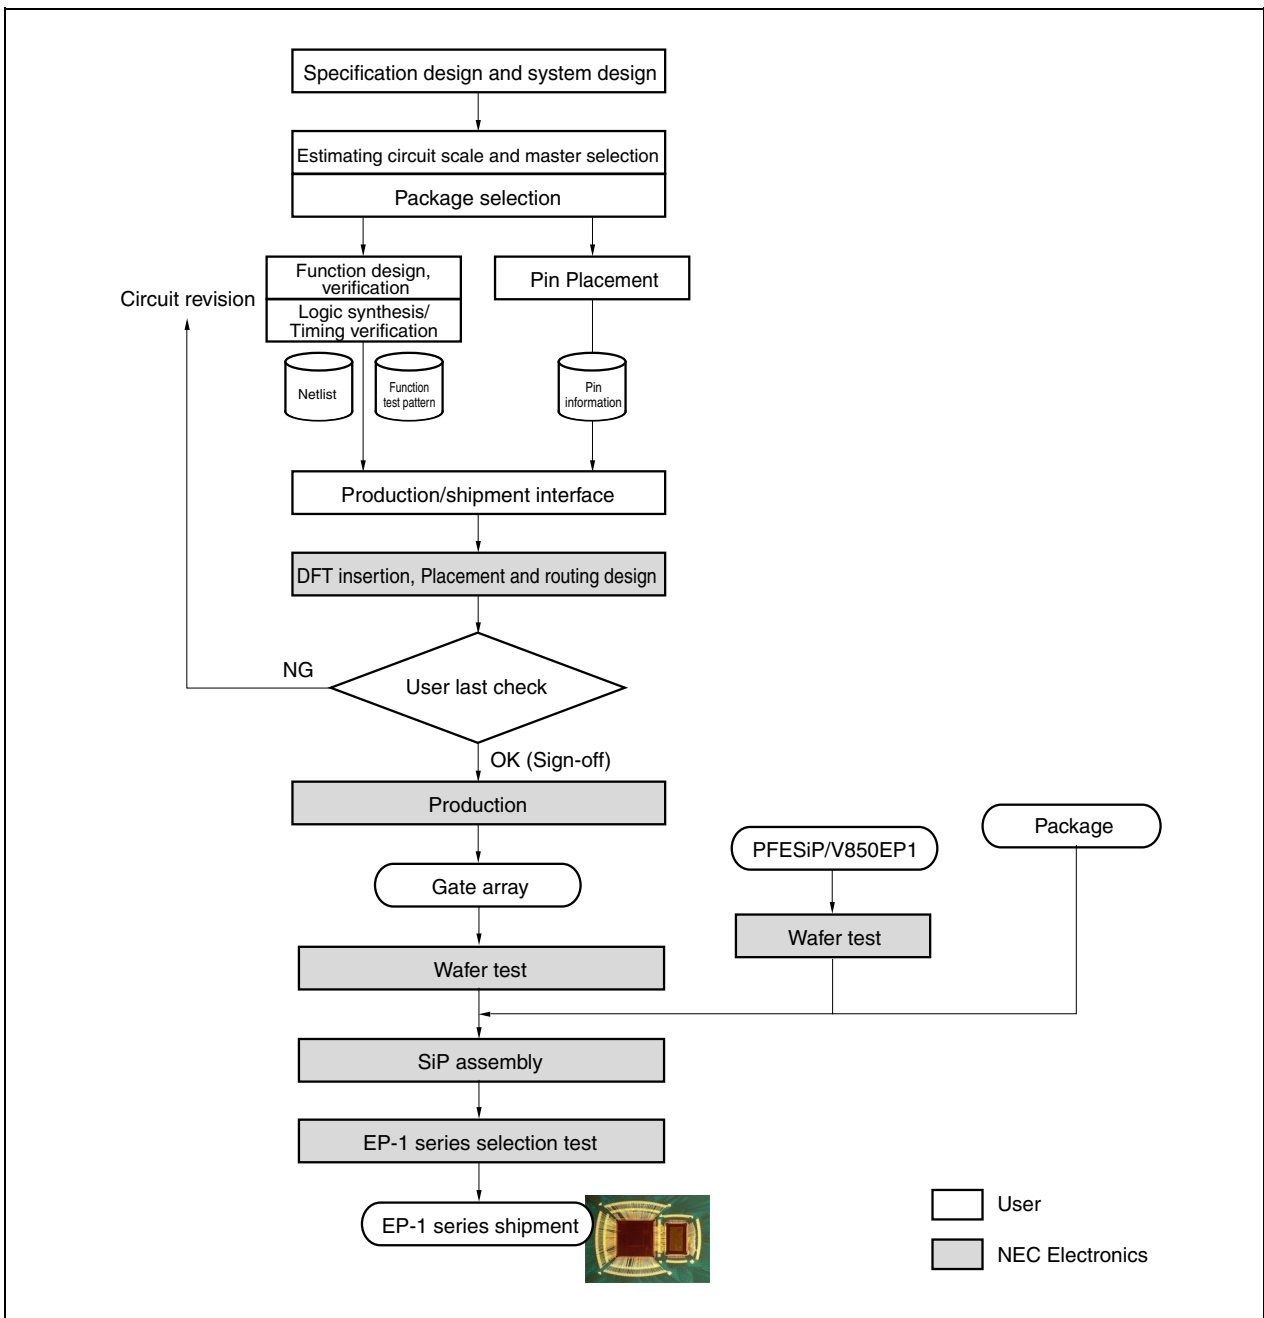 Specification design and system design
Estimating circuit scale and master selection
Package selection
Function design,
verification
Logic synthesis/
Timing verification
Pin Placement
Circuit revision
Netlist
Function
test pattern
Pin
information
Production/shipment interface
DFT insertion, Placement and routing design
NG
User last check
OK (Sign-off)
Production
Gate array
PFESiP/V850EP1
Package
Wafer test
Wafer test
SiP assembly
EP-1 series selection test
EP-1 series shipment
User
NEC Electronics